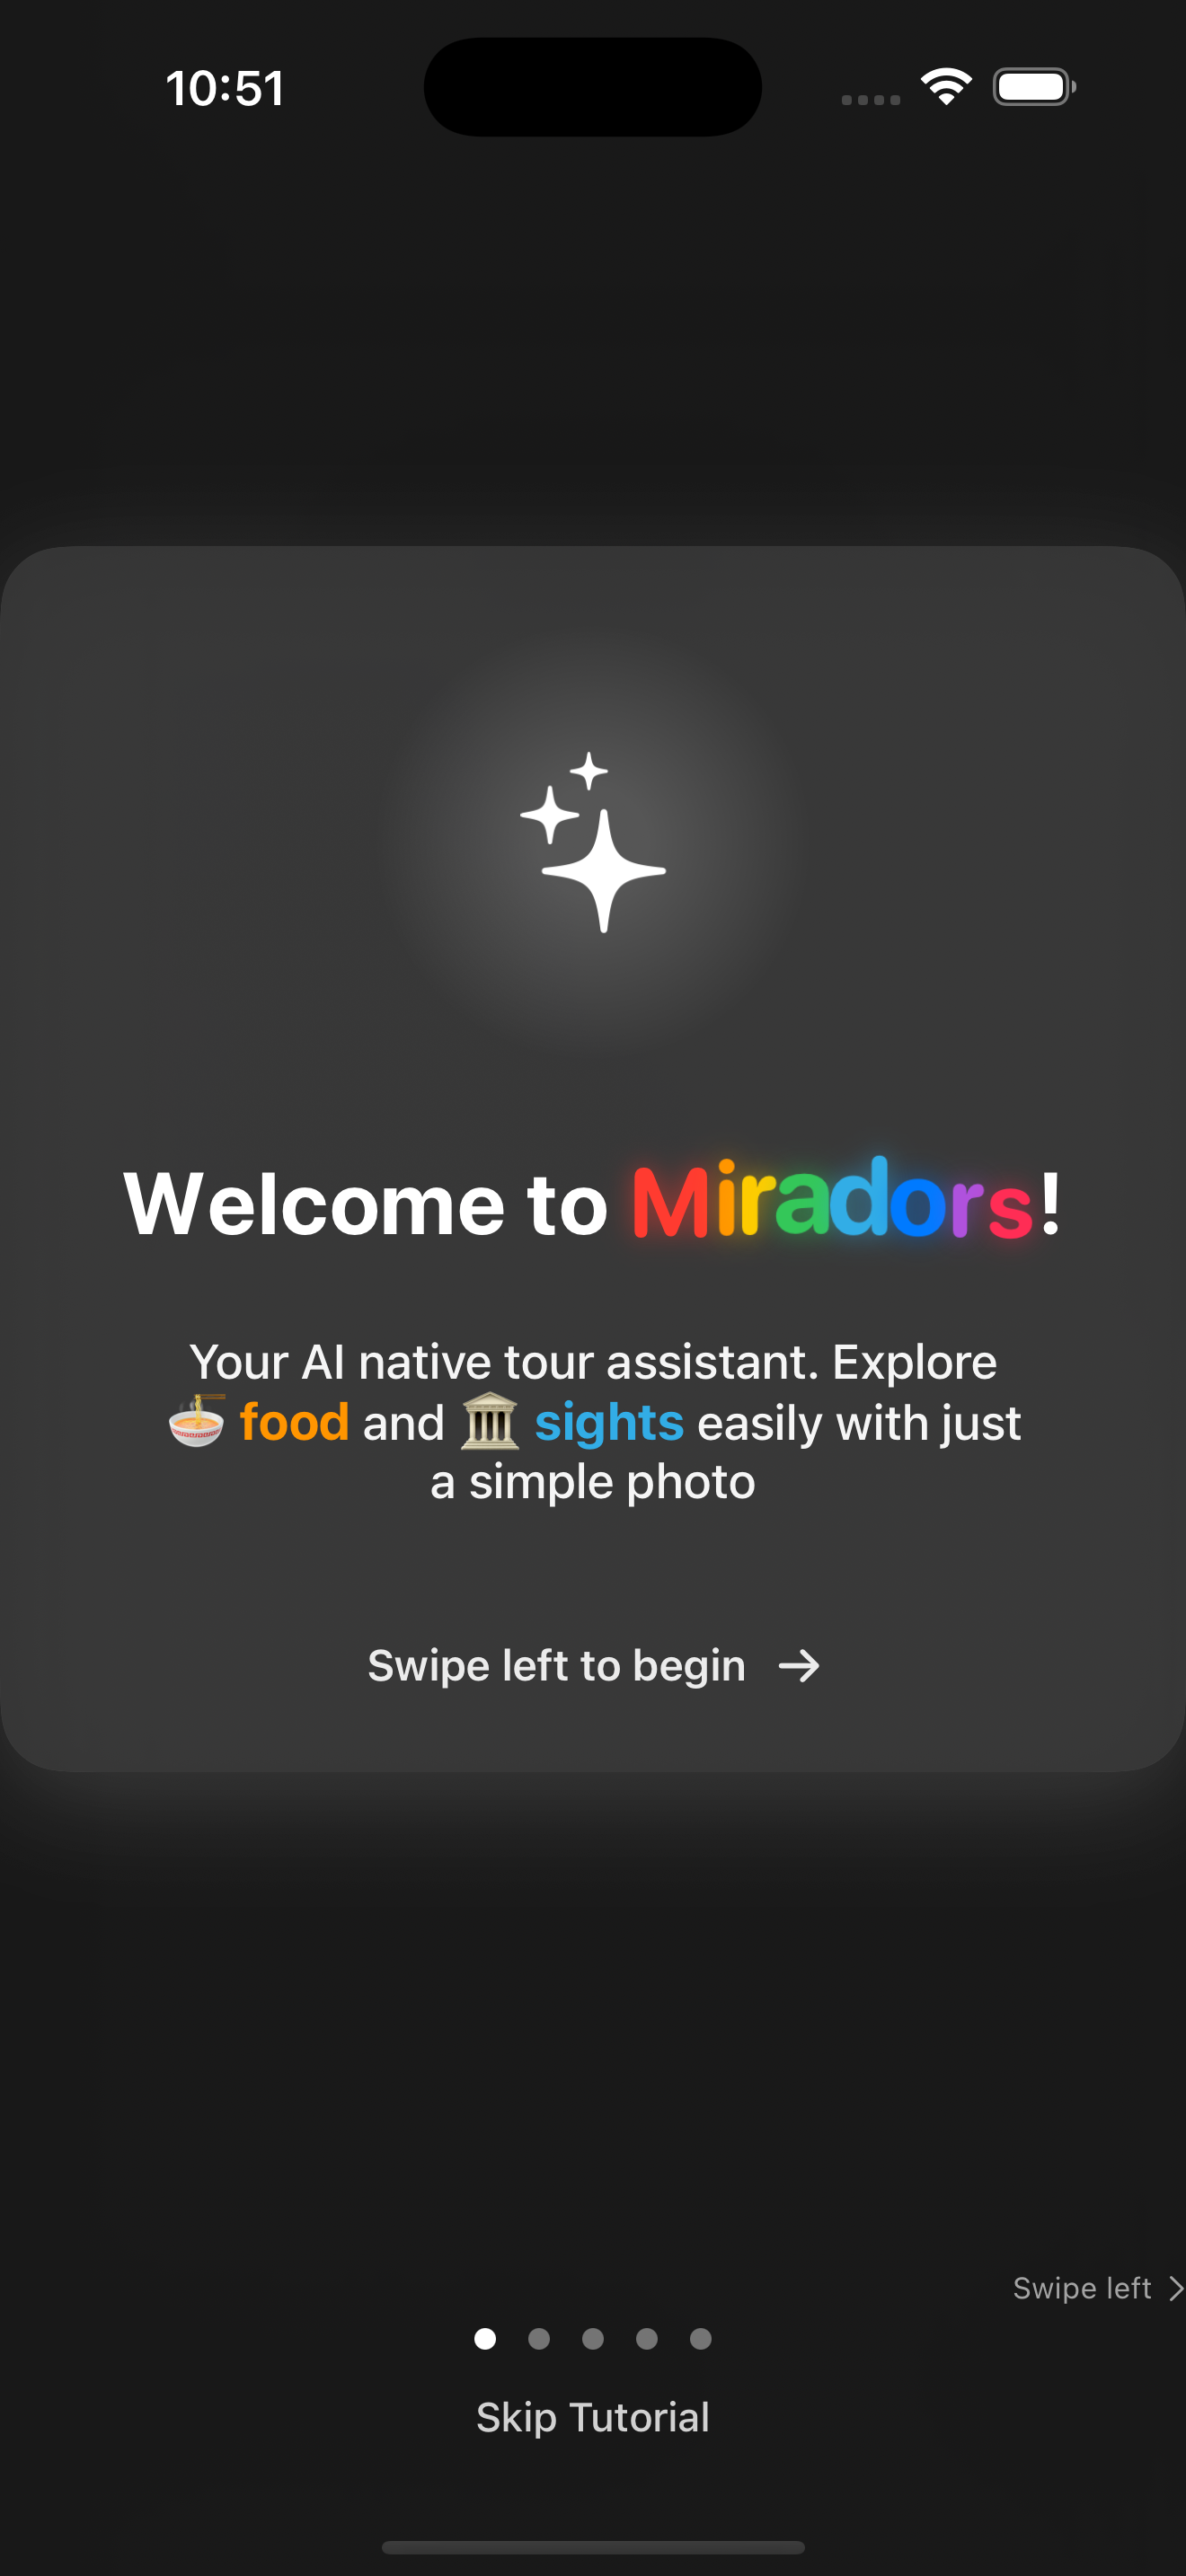 10:51
Welcome to Miradors!
Your AI native tour assistant. Explore
🍜 food and 🏛️ sights easily with just
a simple photo
Swipe left to begin →
Swipe left >
Skip Tutorial